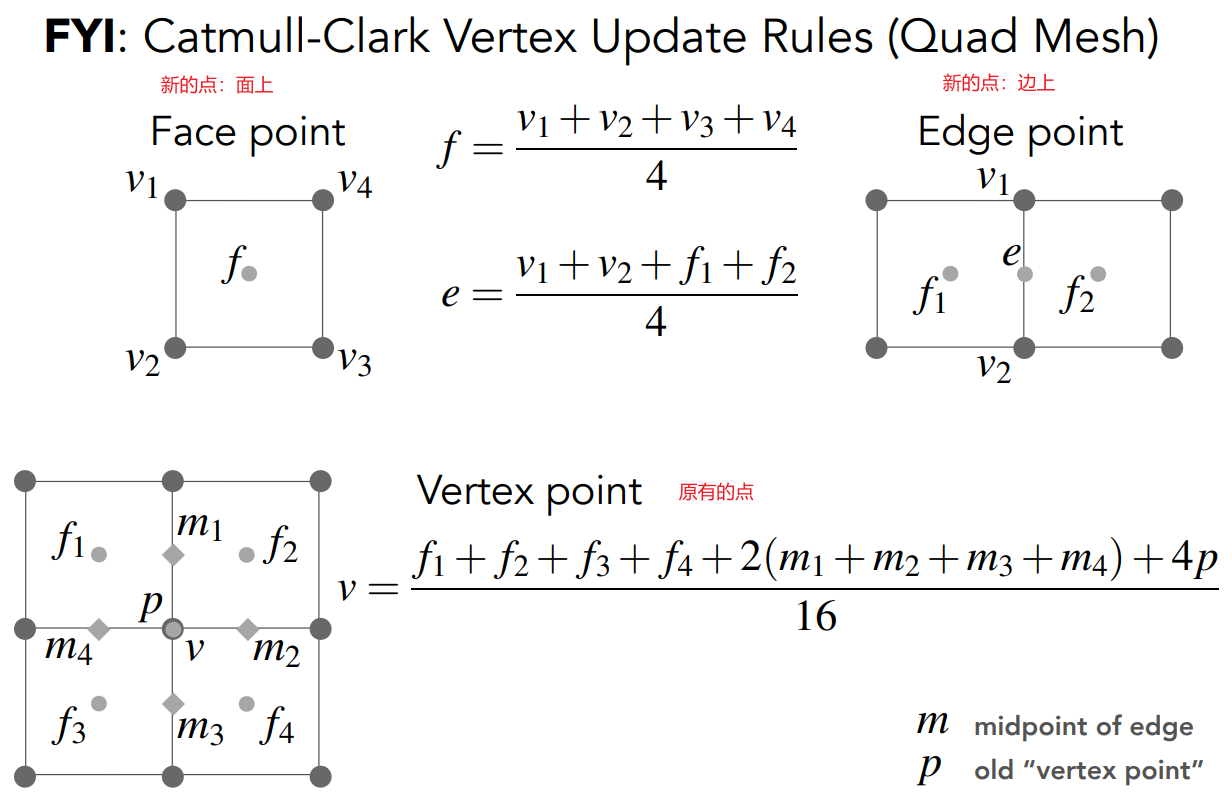 FYI: Catmull-Clark Vertex Update Rules (Quad Mesh)
新的点：面上
新的点：边上
Face point
f = (v₁ + v₂ + v₃ + v₄) / 4
Edge point
v₁
v₄
f
v₂
v₃
e = (v₁ + v₂ + f₁ + f₂) / 4
v₁
e
f₁
f₂
v₂
Vertex point
原有的点
f₁
m₁
f₂
p
m₄
v
m₂
f₃
m₃
f₄
v = (f₁ + f₂ + f₃ + f₄ + 2(m₁ + m₂ + m₃ + m₄) + 4p) / 16
m midpoint of edge
p old “vertex point”